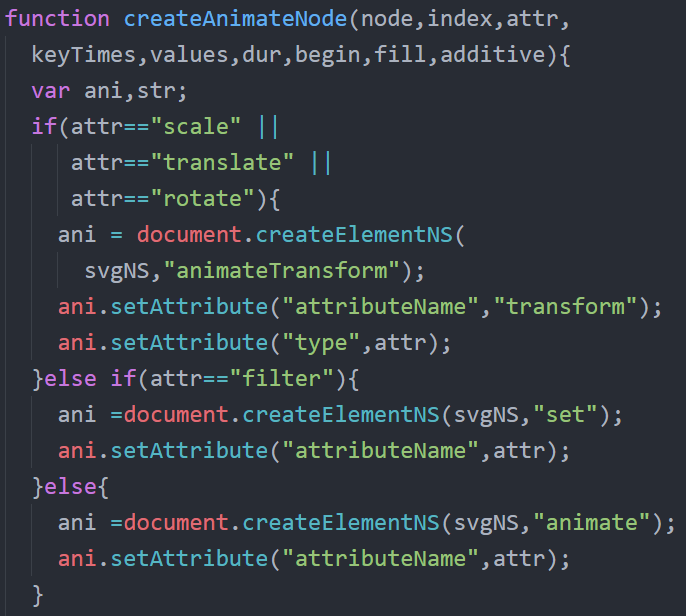 function createAnimateNode(node,index,attr,
keyTimes,values,dur,begin,fill,additive){
var ani,str;
if(attr=="scale" ||
attr=="translate" ||
attr=="rotate"){
ani = document.createElementNS(
svgNS,"animateTransform");
ani.setAttribute("attributeName","transform");
ani.setAttribute("type",attr);
}else if(attr=="filter"){
ani =document.createElementNS(svgNS,"set");
ani.setAttribute("attributeName",attr);
}else{
ani =document.createElementNS(svgNS,"animate");
ani.setAttribute("attributeName",attr);
}